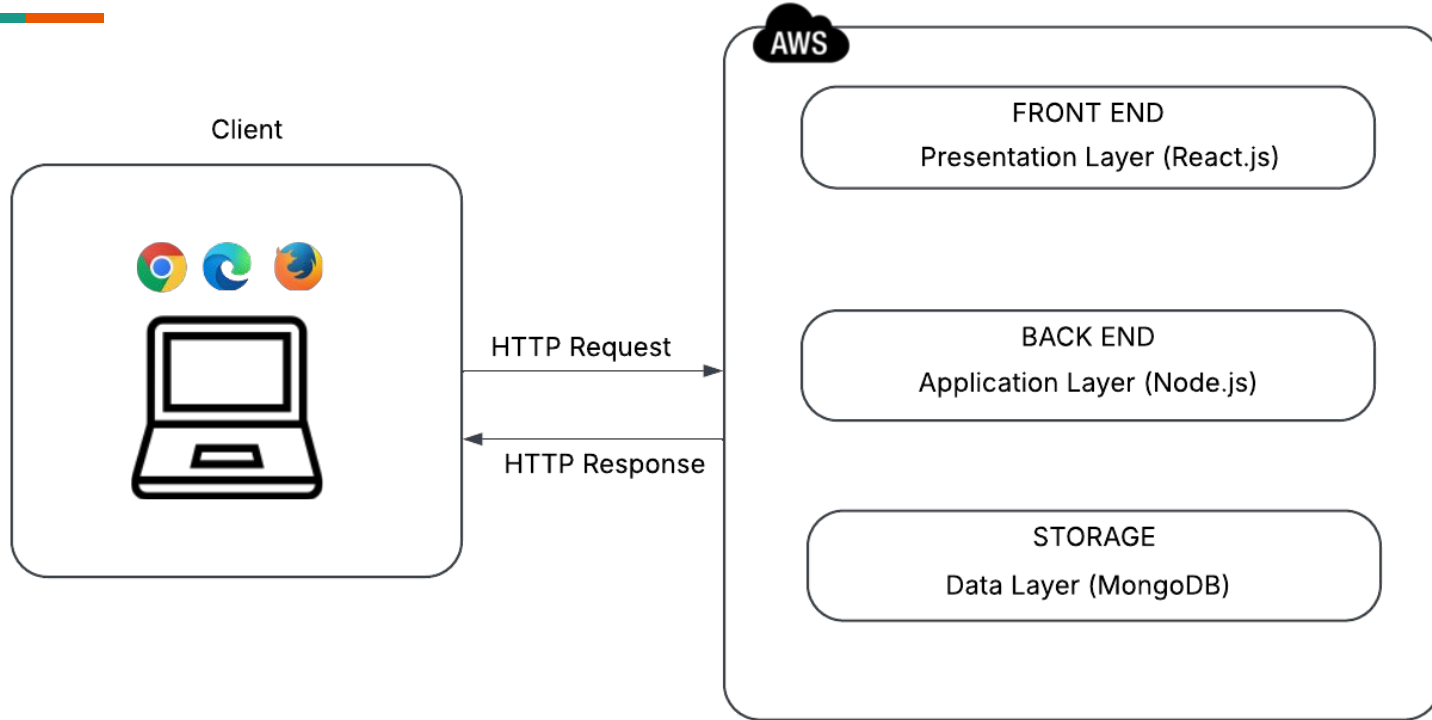 AWS
Client
FRONT END
Presentation Layer (React.js)
HTTP Request
BACK END
Application Layer (Node.js)
HTTP Response
STORAGE
Data Layer (MongoDB)